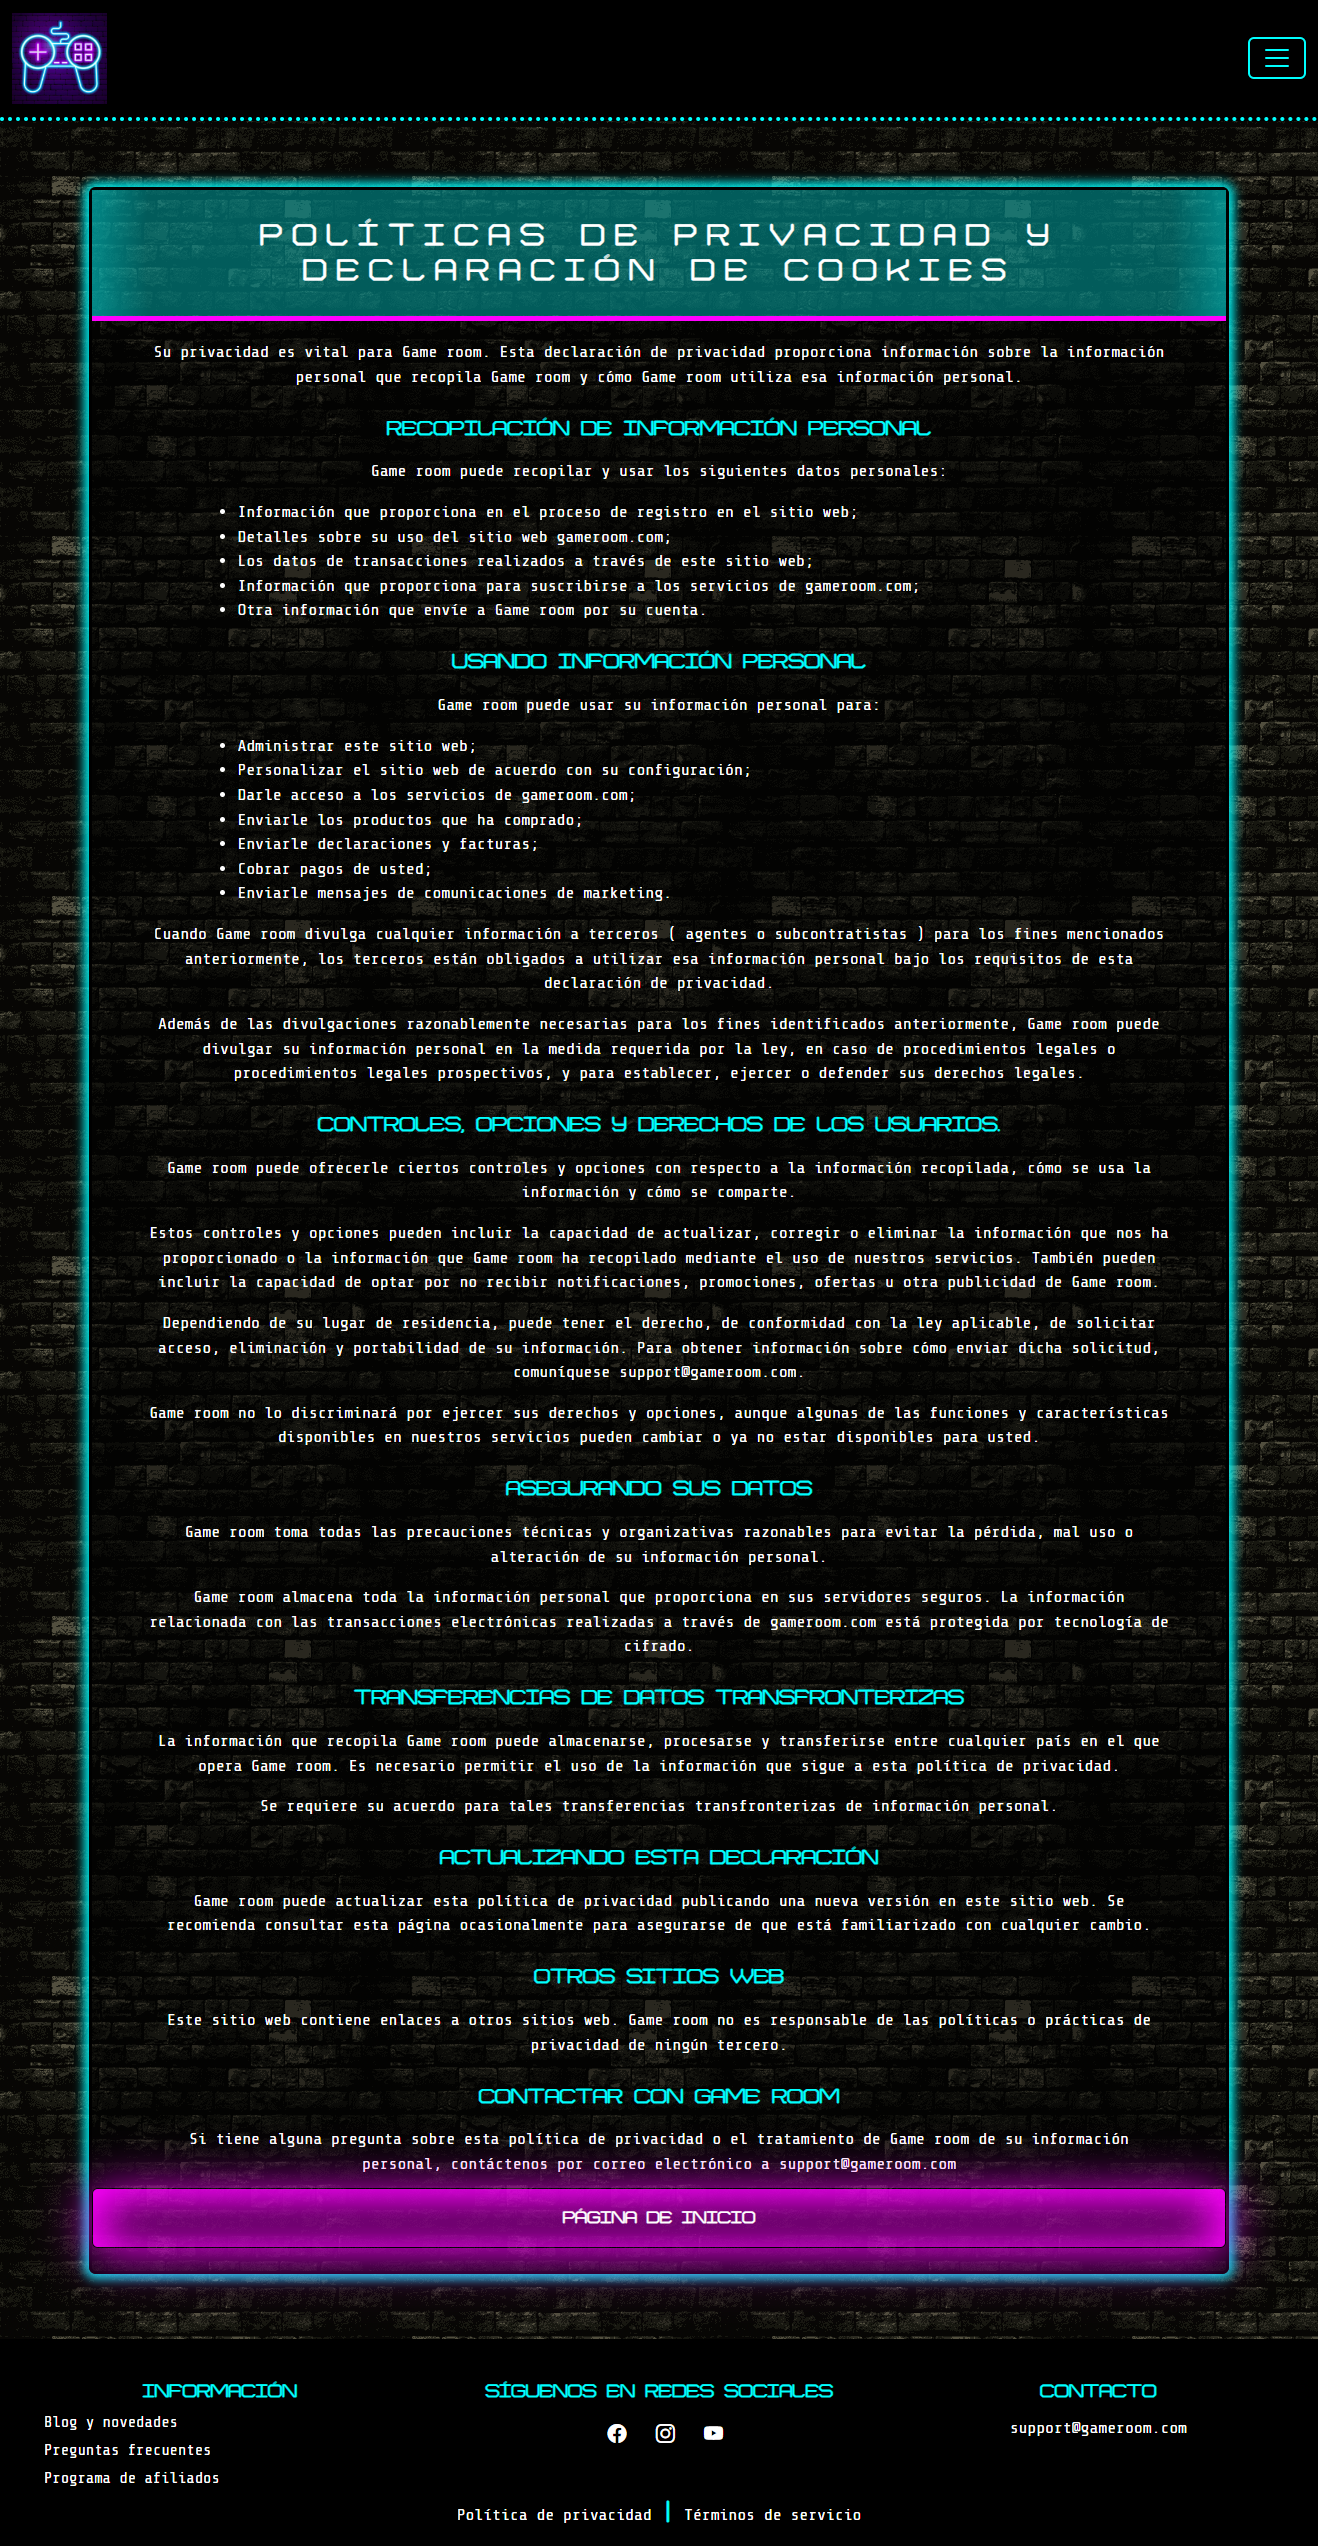 POLÍTICAS DE PRIVACIDAD Y
DECLARACIÓN DE COOKIES
Su privacidad es vital para Game room. Esta declaración de privacidad proporciona información sobre la información
personal que recopila Game room y cómo Game room utiliza esa información personal.
RECOPILACIÓN DE INFORMACIÓN PERSONAL
Game room puede recopilar y usar los siguientes datos personales:
• Información que proporciona en el proceso de registro en el sitio web;
• Detalles sobre su uso del sitio web gameroom.com;
• Los datos de transacciones realizados a través de este sitio web;
• Información que proporciona para suscribirse a los servicios de gameroom.com;
• Otra información que envíe a Game room por su cuenta.
USANDO INFORMACIÓN PERSONAL
Game room puede usar su información personal para:
• Administrar este sitio web;
• Personalizar el sitio web de acuerdo con su configuración;
• Darle acceso a los servicios de gameroom.com;
• Enviarle los productos que ha comprado;
• Enviarle declaraciones y facturas;
• Cobrar pagos de usted;
• Enviarle mensajes de comunicaciones de marketing.
Cuando Game room divulga cualquier información a terceros ( agentes o subcontratistas ) para los fines mencionados
anteriormente, los terceros están obligados a utilizar esa información personal bajo los requisitos de esta
declaración de privacidad.
Además de las divulgaciones razonablemente necesarias para los fines identificados anteriormente, Game room puede
divulgar su información personal en la medida requerida por la ley, en caso de procedimientos legales o
procedimientos legales prospectivos, y para establecer, ejercer o defender sus derechos legales.
CONTROLES, OPCIONES Y DERECHOS DE LOS USUARIOS.
Game room puede ofrecerle ciertos controles y opciones con respecto a la información recopilada, cómo se usa la
información y cómo se comparte.
Estos controles y opciones pueden incluir la capacidad de actualizar, corregir o eliminar la información que nos ha
proporcionado o la información que Game room ha recopilado mediante el uso de nuestros servicios. También pueden
incluir la capacidad de optar por no recibir notificaciones, promociones, ofertas u otra publicidad de Game room.
Dependiendo de su lugar de residencia, puede tener el derecho, de conformidad con la ley aplicable, de solicitar
acceso, eliminación y portabilidad de su información. Para obtener información sobre cómo enviar dicha solicitud,
comuníquese support@gameroom.com.
Game room no lo discriminará por ejercer sus derechos y opciones, aunque algunas de las funciones y características
disponibles en nuestros servicios pueden cambiar o ya no estar disponibles para usted.
ASEGURANDO SUS DATOS
Game room toma todas las precauciones técnicas y organizativas razonables para evitar la pérdida, mal uso o
alteración de su información personal.
Game room almacena toda la información personal que proporciona en sus servidores seguros. La información
relacionada con las transacciones electrónicas realizadas a través de gameroom.com está protegida por tecnología de
cifrado.
TRANSFERENCIAS DE DATOS TRANSFRONTERIZAS
La información que recopila Game room puede almacenarse, procesarse y transferirse entre cualquier país en el que
opera Game room. Es necesario permitir el uso de la información que sigue a esta política de privacidad.
Se requiere su acuerdo para tales transferencias transfronterizas de información personal.
ACTUALIZANDO ESTA DECLARACIÓN
Game room puede actualizar esta política de privacidad publicando una nueva versión en este sitio web. Se
recomienda consultar esta página ocasionalmente para asegurarse de que está familiarizado con cualquier cambio.
OTROS SITIOS WEB
Este sitio web contiene enlaces a otros sitios web. Game room no es responsable de las políticas o prácticas de
privacidad de ningún tercero.
CONTACTAR CON GAME ROOM
Si tiene alguna pregunta sobre esta política de privacidad o el tratamiento de Game room de su información
personal, contáctenos por correo electrónico a support@gameroom.com
PÁGINA DE INICIO
INFORMACIÓN
Blog y novedades
Preguntas frecuentes
Programa de afiliados
SÍGUENOS EN REDES SOCIALES
CONTACTO
support@gameroom.com
Política de privacidad | Términos de servicio